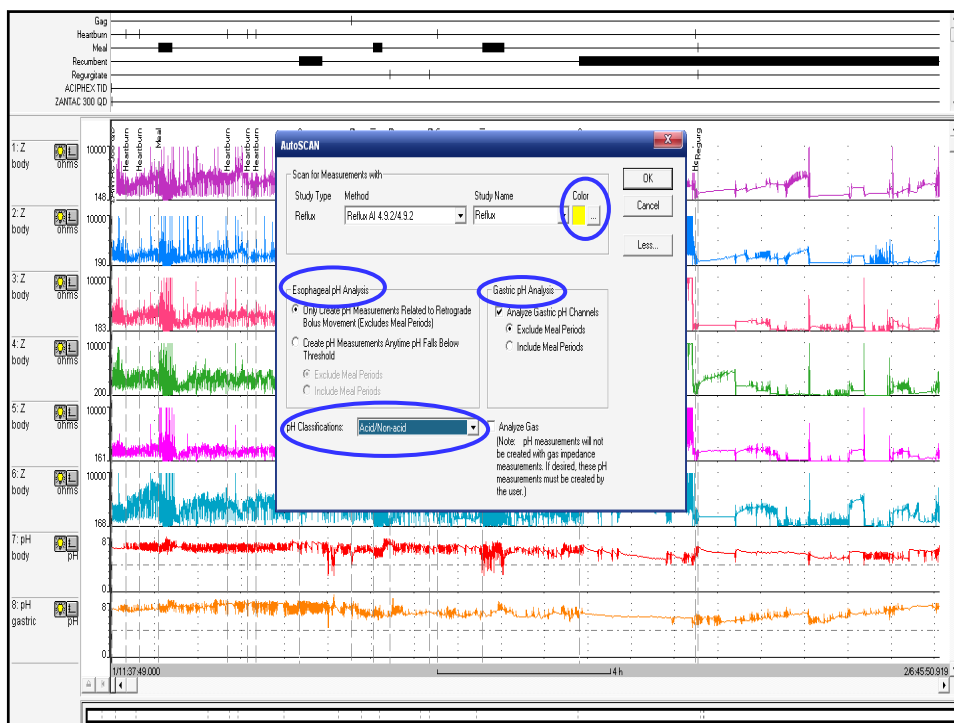 Gag
Heartburn
Meal
Recumbent
Regurgitate
ACIPHEX TID
ZANTAC 300 QD
1: Z
body
ohms
10000
148
Heartburn
Heartburn
Meal
Heartburn
Heartburn
Heartburn
Regurg
2: Z
body
ohms
10000
190
3: Z
body
ohms
10000
183
4: Z
body
ohms
10000
200
5: Z
body
ohms
10000
161
6: Z
body
ohms
10000
168
7: pH
body
pH
8
0
8: pH
gastric
pH
8
0
AutoSCAN
Scan for Measurements with
Study Type Method Study Name Color
Reflux Reflux AI 4.9.2/4.9.2 Reflux ...
OK
Cancel
Less...
Esophageal pH Analysis
Only Create pH Measurements Related to Retrograde
Bolus Movement (Excludes Meal Periods)
Create pH Measurements Anytime pH Falls Below
Threshold
Exclude Meal Periods
Include Meal Periods
Gastric pH Analysis
Analyze Gastric pH Channels
Exclude Meal Periods
Include Meal Periods
pH Classifications: Acid/Non-acid
Analyze Gas
(Note: pH measurements will not
be created with gas impedance
measurements. If desired, these pH
measurements must be created by
the user.)
1/11:37:49.000
4 h
2/6:45:50.919